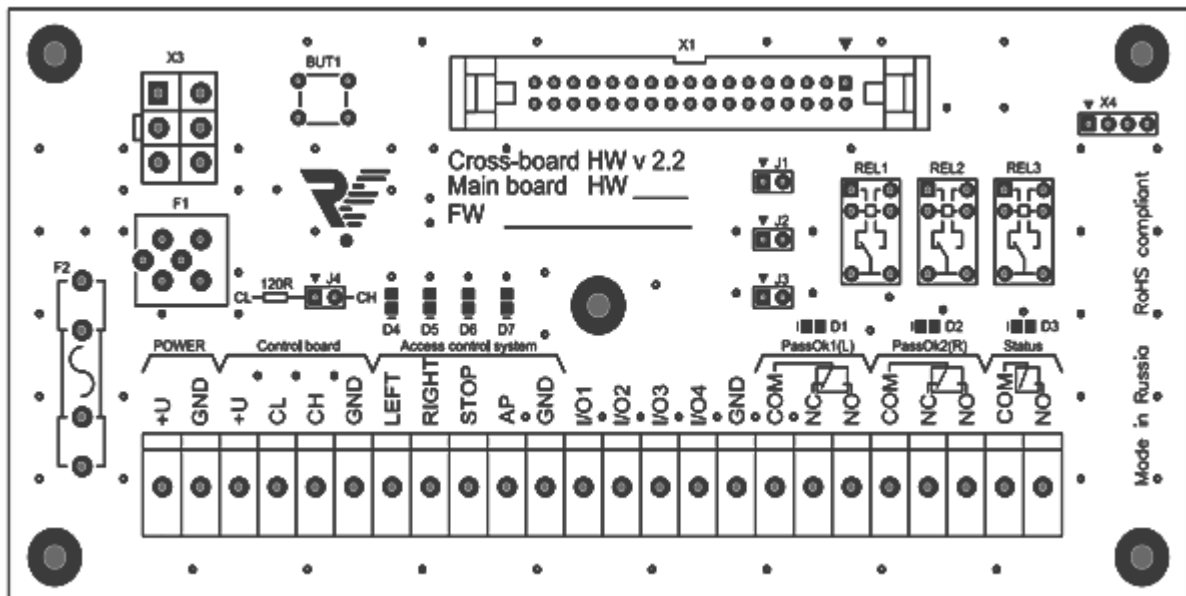 X3
BUT1
X1
X4
Cross-board HW v 2.2
Main board HW ____
FW ____________
J1
J2
J3
REL1
REL2
REL3
F1
F2
120R
J4
CL
CH
D4
D5
D6
D7
D1
D2
D3
POWER
Control board
Access control system
PassOk1(L)
PassOk2(R)
Status
+U
GND
+U
CL
CH
GND
LEFT
RIGHT
STOP
AP
GND
I/O1
I/O2
I/O3
I/O4
GND
COM
NC
NO
COM
NC
NO
COM
NO
Made in Russia RoHS compliant